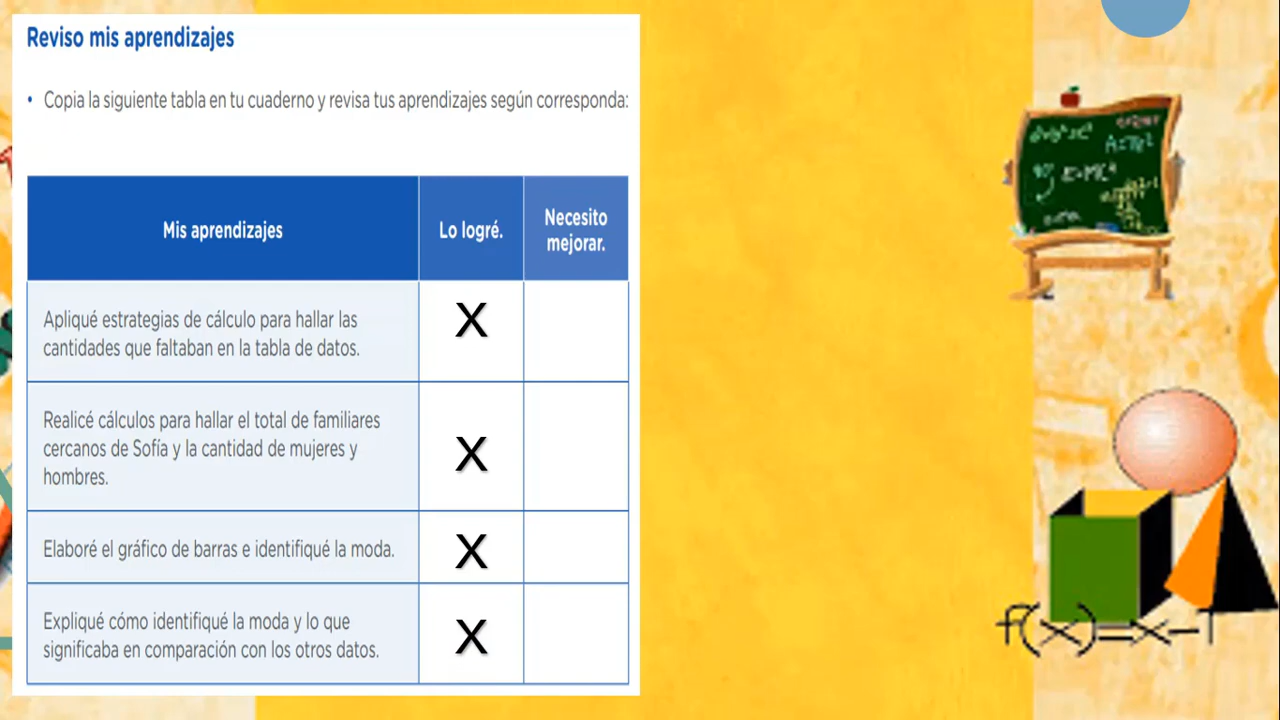 Reviso mis aprendizajes
• Copia la siguiente tabla en tu cuaderno y revisa tus aprendizajes según corresponda:
Mis aprendizajes
Lo logré.
Necesito
mejorar.
Apliqué estrategias de cálculo para hallar las
cantidades que faltaban en la tabla de datos.
X
Realicé cálculos para hallar el total de familiares
cercanos de Sofía y la cantidad de mujeres y
hombres.
X
Elaboré el gráfico de barras e identifiqué la moda.
X
Expliqué cómo identifiqué la moda y lo que
significaba en comparación con los otros datos.
X
f(x)=x-1